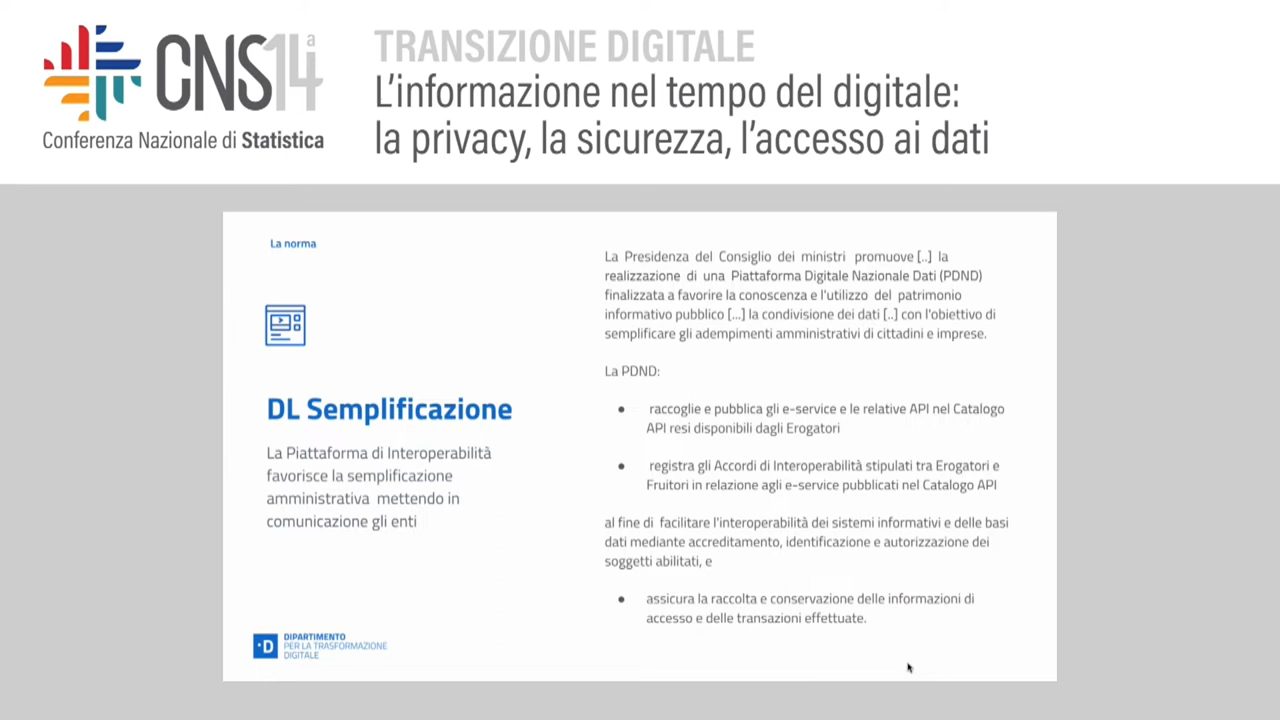 CNS14a
Conferenza Nazionale di Statistica
TRANSIZIONE DIGITALE
L'informazione nel tempo del digitale:
la privacy, la sicurezza, l'accesso ai dati
La norma
DL Semplificazione
La Piattaforma di Interoperabilità
favorisce la semplificazione
amministrativa mettendo in
comunicazione gli enti
·D
DIPARTIMENTO
PER LA TRASFORMAZIONE
DIGITALE
La Presidenza del Consiglio dei ministri promuove [..] la
realizzazione di una Piattaforma Digitale Nazionale Dati (PDND)
finalizzata a favorire la conoscenza e l'utilizzo del patrimonio
informativo pubblico [...] la condivisione dei dati [..] con l'obiettivo di
semplificare gli adempimenti amministrativi di cittadini e imprese.
La PDND:
● raccoglie e pubblica gli e-service e le relative API nel Catalogo
API resi disponibili dagli Erogatori
● registra gli Accordi di Interoperabilità stipulati tra Erogatori e
Fruitori in relazione agli e-service pubblicati nel Catalogo API
al fine di facilitare l'interoperabilità dei sistemi informativi e delle basi
dati mediante accreditamento, identificazione e autorizzazione dei
soggetti abilitati, e
● assicura la raccolta e conservazione delle informazioni di
accesso e delle transazioni effettuate.